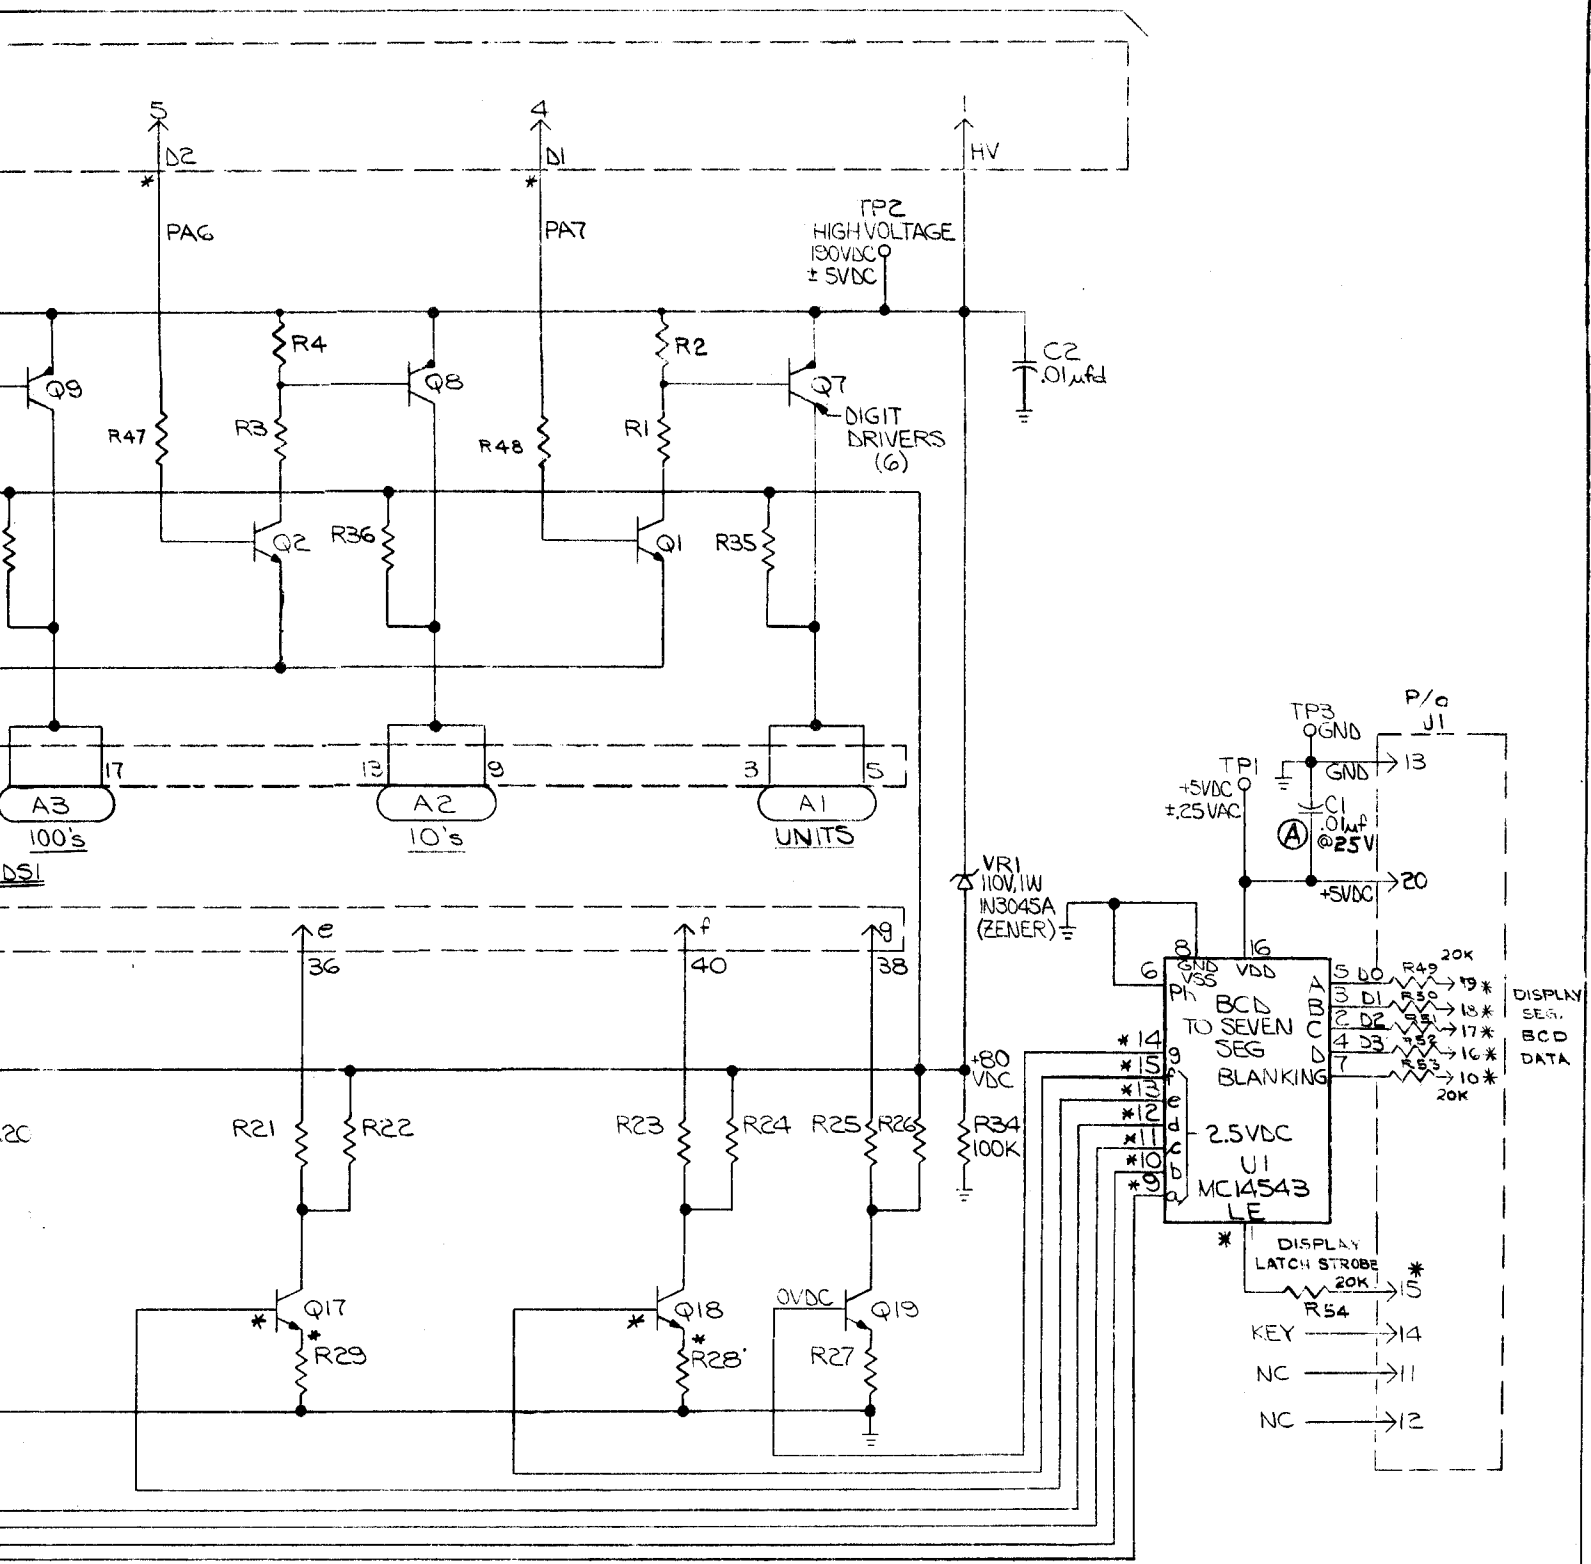 5
4
1
D2
D1
HV
*
*
PA6
PA7
TP2
HIGH VOLTAGE
190VDC
± 5VDC
R4
R2
C2
.01µfd
Q9
Q8
Q7
DIGIT
DRIVERS
(6)
R47
R3
R48
R1
Q2
R36
Q1
R35
17
13
9
3
5
A3
A2
A1
100's
10's
UNITS
DS1
P/O
J1
TP3
GND
GND
13
TP1
+5VDC
±.25VAC
C1
.01µf
@25V
A
+5VDC
20
VR1
110V, 1W
1N3045A
(ZENER)
e
f
g
36
40
38
8
16
6
GND
VSS
VDD
Ph
BCD
TO SEVEN
SEG
BLANKING
A
B
C
D
5 D0
3 D1
2 D2
4 D3
7
20K
R49
R50
R51
R52
R53
20K
19*
18*
17*
16*
10*
DISPLAY
SEG.
BCD
DATA
* 14
* 15
* 13
* 12
* 11
* 10
* 9
g
f
e
d
c
b
a
2.5VDC
U1
MC14543
LE
*
+80
VDC
R20
R21
R22
R23
R24
R25
R26
R34
100K
DISPLAY
LATCH STROBE
20K
R54
*
15
Q17
*
*
R29
Q18
*
*
R28
0VDC
Q19
R27
KEY
14
NC
11
NC
12